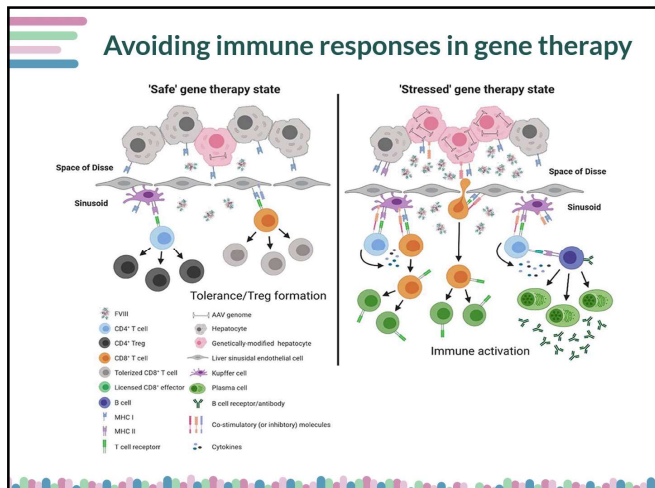 Avoiding immune responses in gene therapy
'Safe' gene therapy state
'Stressed' gene therapy state
Space of Disse
Sinusoid
Space of Disse
Sinusoid
Tolerance/Treg formation
Immune activation
FVIII
CD4⁺ T cell
CD4⁺ Treg
CD8⁺ T cell
Tolerized CD8⁺ T cell
Licensed CD8⁺ effector
B cell
MHC I
MHC II
T cell receptorr
AAV genome
Hepatocyte
Genetically-modified hepatocyte
Liver sinusidal endothelial cell
Kupffer cell
Plasma cell
B cell receptor/antibody
Co-stimulatory (or inhibitory) molecules
Cytokines